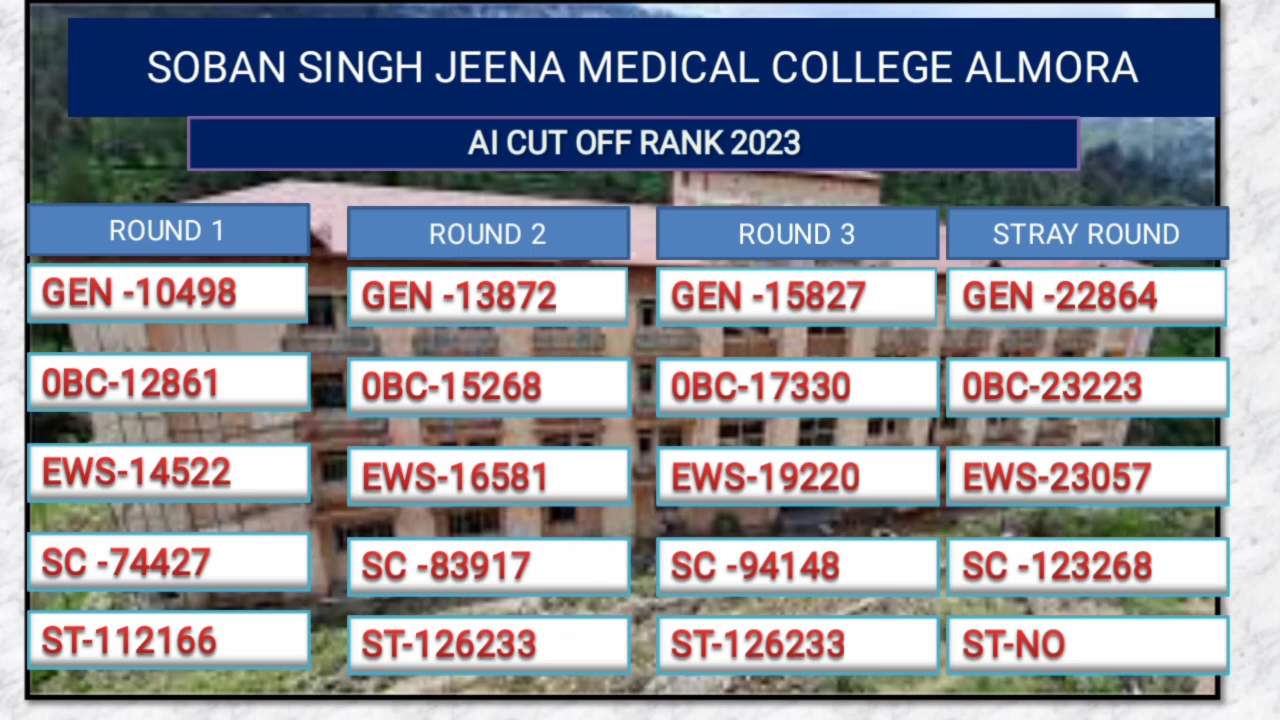 SOBAN SINGH JEENA MEDICAL COLLEGE ALMORA
AI CUT OFF RANK 2023
ROUND 1
GEN -10498
0BC-12861
EWS-14522
SC -74427
ST-112166
ROUND 2
GEN -13872
0BC-15268
EWS-16581
SC -83917
ST-126233
ROUND 3
GEN -15827
0BC-17330
EWS-19220
SC -94148
ST-126233
STRAY ROUND
GEN -22864
0BC-23223
EWS-23057
SC -123268
ST-NO